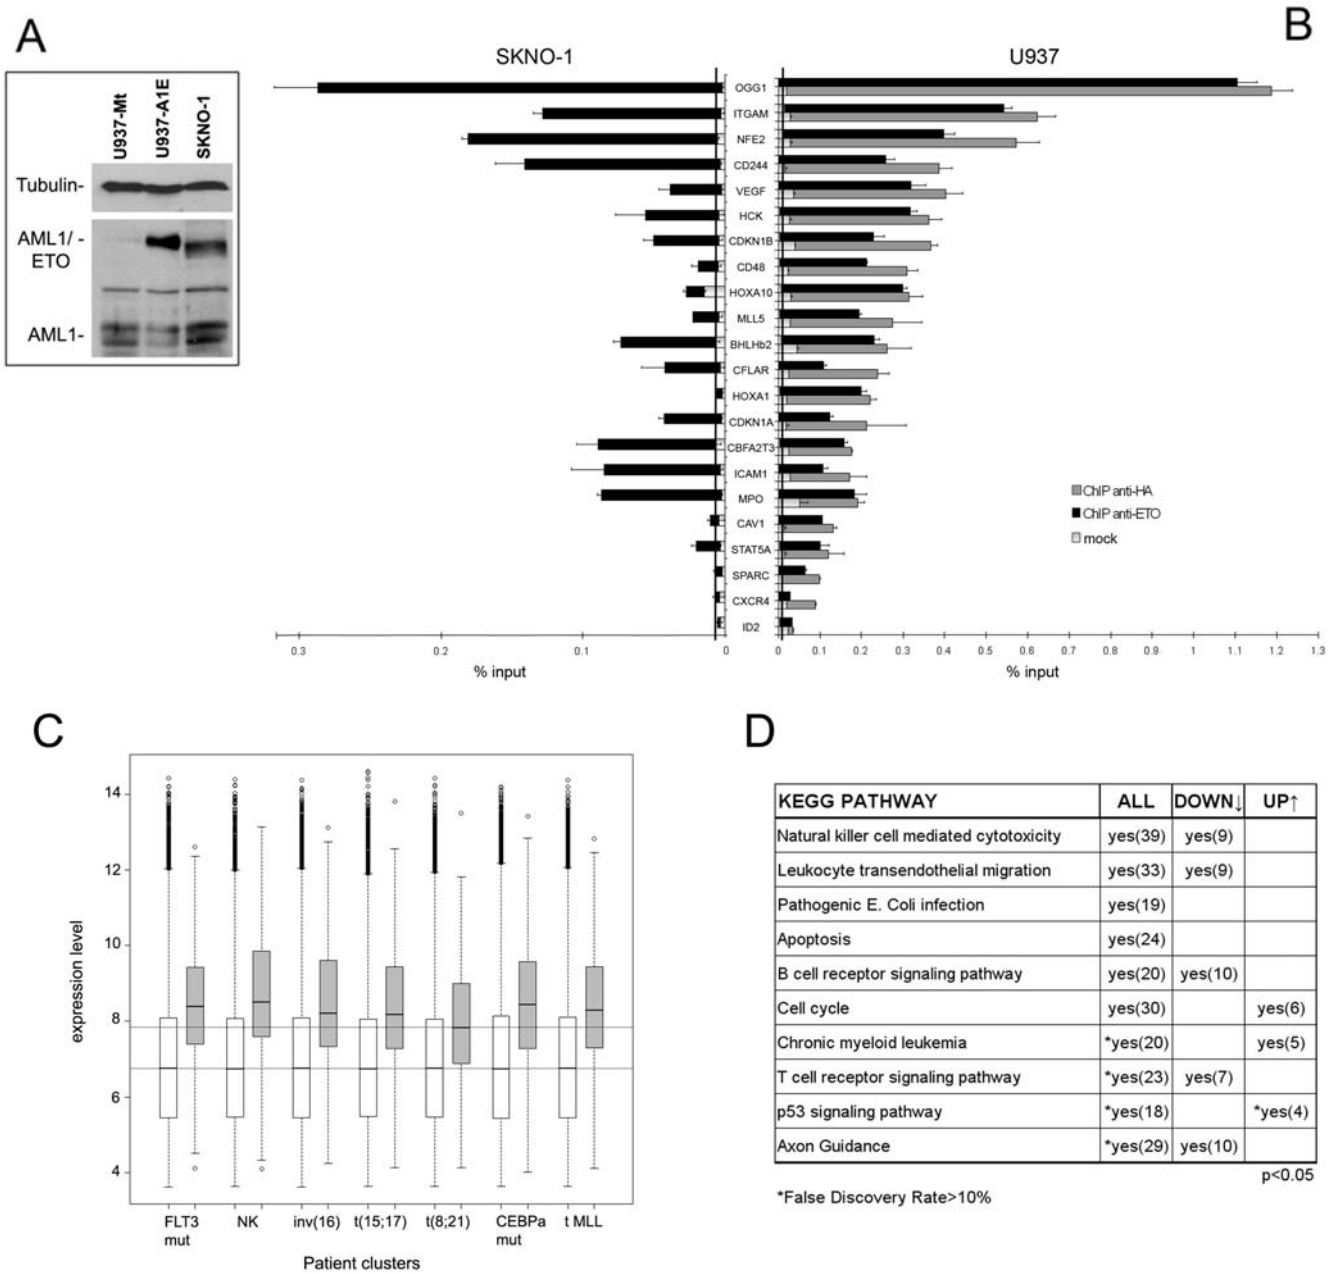 A
U937-Mt
U937-A1E
SKNO-1
Tubulin-
AML1/ -
ETO
AML1-
B
SKNO-1
U937
OGG1
ITGAM
NFE2
CD244
VEGF
HCK
CDKN1B
CD48
HOXA10
MLL5
BHLHb2
CFLAR
HOXA1
CDKN1A
CBFA2T3
ICAM1
MPO
CAV1
STAT5A
SPARC
CXCR4
ID2
ChIP anti-HA
ChIP anti-ETO
mock
0.3 0.2 0.1 0
0 0.1 0.2 0.3 0.4 0.5 0.6 0.7 0.8 0.9 1 1.1 1.2 1.3
% input
% input
C
expression level
14
12
10
8
6
4
FLT3 mut
NK
inv(16)
t(15;17)
t(8;21)
CEBPa mut
t MLL
Patient clusters
D
KEGG PATHWAY ALL DOWN↓ UP↑
Natural killer cell mediated cytotoxicity yes(39) yes(9)
Leukocyte transendothelial migration yes(33) yes(9)
Pathogenic E. Coli infection yes(19)
Apoptosis yes(24)
B cell receptor signaling pathway yes(20) yes(10)
Cell cycle yes(30) yes(6)
Chronic myeloid leukemia *yes(20) yes(5)
T cell receptor signaling pathway *yes(23) yes(7)
p53 signaling pathway *yes(18) *yes(4)
Axon Guidance *yes(29) yes(10)
p<0.05
*False Discovery Rate>10%